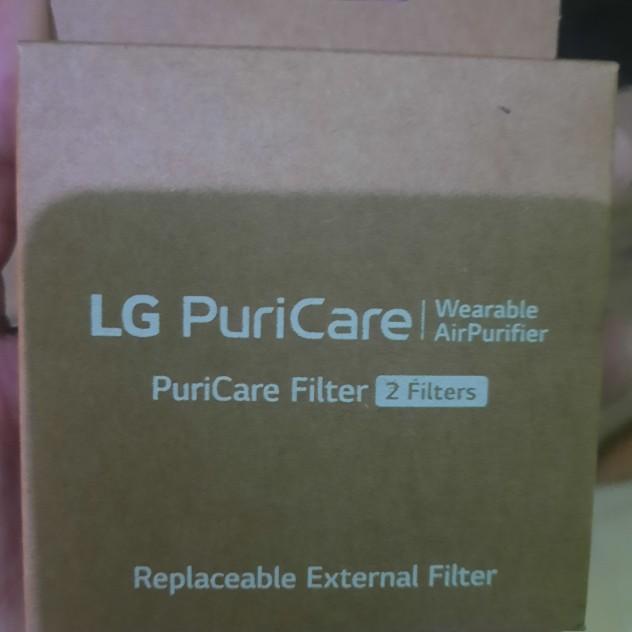 LG PuriCare | Wearable AirPurifier
PuriCare Filter 2 Filters
Replaceable External Filter